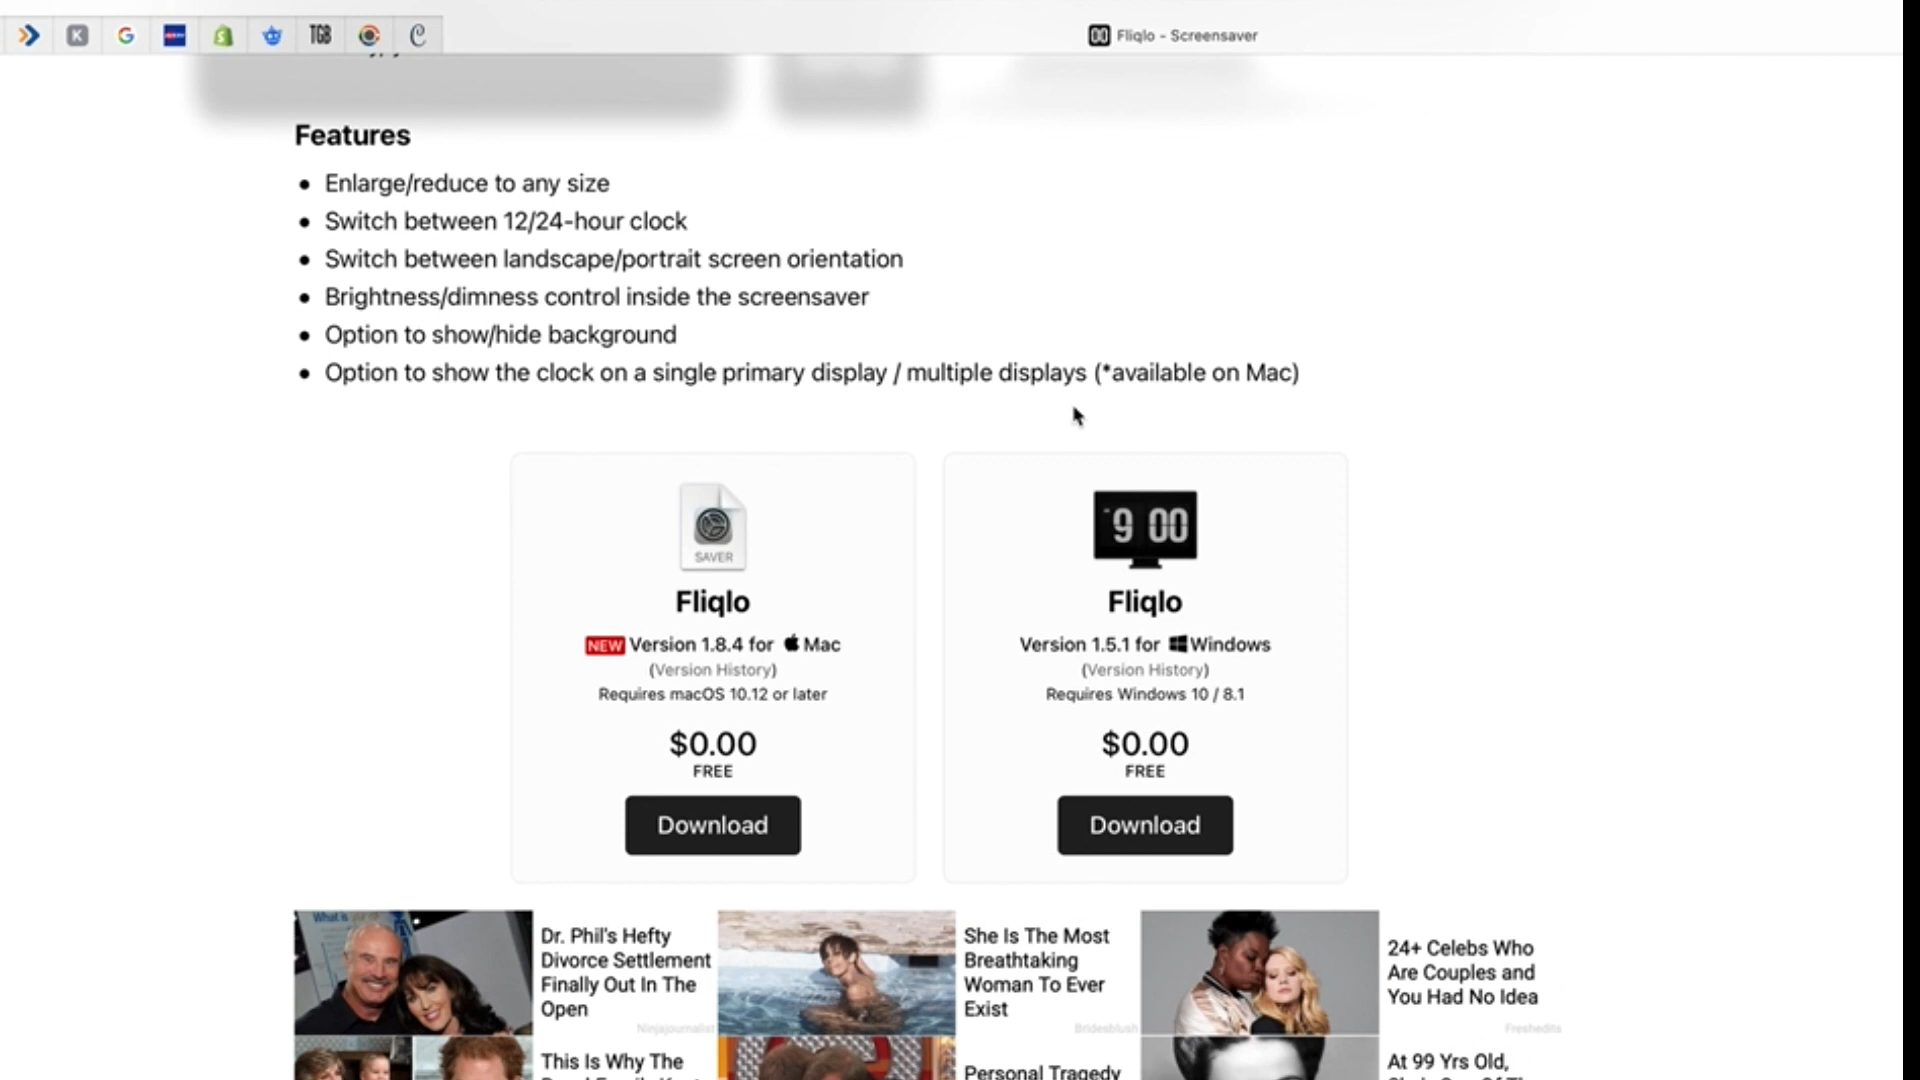 K
G
TGB
Fliqlo - Screensaver
Features
• Enlarge/reduce to any size
• Switch between 12/24-hour clock
• Switch between landscape/portrait screen orientation
• Brightness/dimness control inside the screensaver
• Option to show/hide background
• Option to show the clock on a single primary display / multiple displays (*available on Mac)
SAVER
Fliqlo
NEW Version 1.8.4 for Mac
(Version History)
Requires macOS 10.12 or later
$0.00
FREE
Download
9 00
Fliqlo
Version 1.5.1 for Windows
(Version History)
Requires Windows 10 / 8.1
$0.00
FREE
Download
What is
Dr. Phil's Hefty
Divorce Settlement
Finally Out In The
Open
Ninjajournalist
She Is The Most
Breathtaking
Woman To Ever
Exist
Bridesblush
24+ Celebs Who
Are Couples and
You Had No Idea
Freshedits
This Is Why The
Personal Tragedy
At 99 Yrs Old,